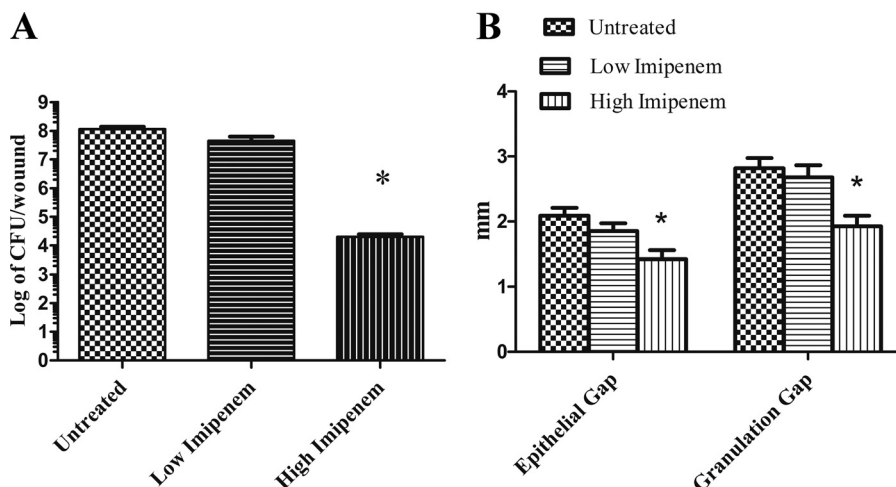 A
Log of CFU/wouund
9
8
7
6
5
4
3
2
1
0
*
Untreated
Low Imipenem
High Imipenem
B
Untreated
Low Imipenem
High Imipenem
mm
4
3
2
1
0
*
*
Epithelial Gap
Granulation Gap